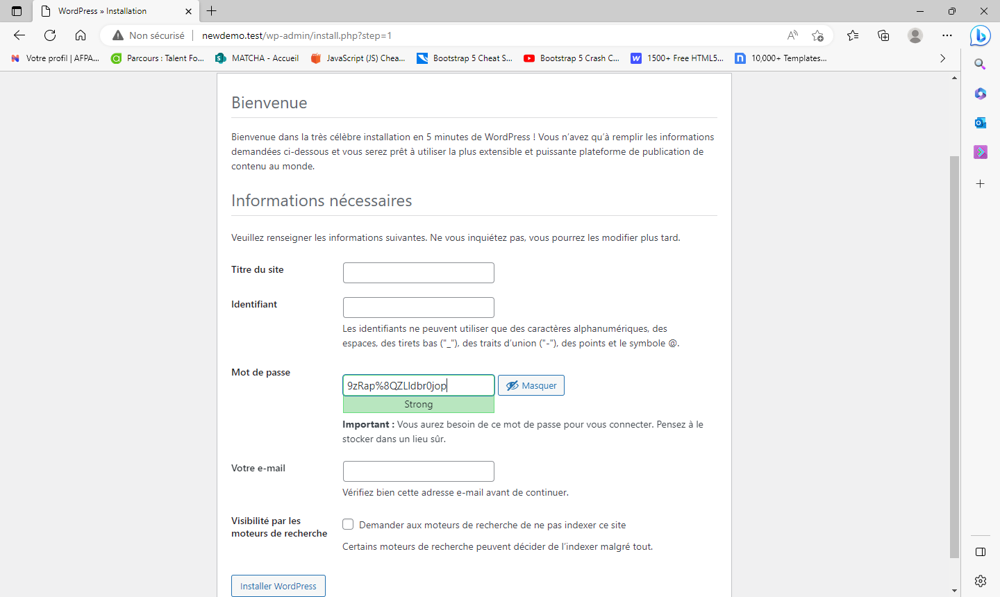 WordPress » Installation
Non sécurisé
newdemo.test/wp-admin/install.php?step=1
Votre profil | AFPA...
Parcours : Talent Fo...
MATCHA - Accueil
JavaScript (JS) Chea...
Bootstrap 5 Cheat S...
Bootstrap 5 Crash C...
1500+ Free HTML5...
10,000+ Templates...
Bienvenue
Bienvenue dans la très célèbre installation en 5 minutes de WordPress ! Vous n’avez qu’à remplir les informations
demandées ci-dessous et vous serez prêt à utiliser la plus extensible et puissante plateforme de publication de
contenu au monde.
Informations nécessaires
Veuillez renseigner les informations suivantes. Ne vous inquiétez pas, vous pourrez les modifier plus tard.
Titre du site
Identifiant
Les identifiants ne peuvent utiliser que des caractères alphanumériques, des
espaces, des tirets bas ("_"), des traits d’union ("-"), des points et le symbole @.
Mot de passe
9zRap%8QZLIdbr0jop
Masquer
Strong
Important : Vous aurez besoin de ce mot de passe pour vous connecter. Pensez à le
stocker dans un lieu sûr.
Votre e-mail
Vérifiez bien cette adresse e-mail avant de continuer.
Visibilité par les
moteurs de recherche
Demander aux moteurs de recherche de ne pas indexer ce site
Certains moteurs de recherche peuvent décider de l’indexer malgré tout.
Installer WordPress